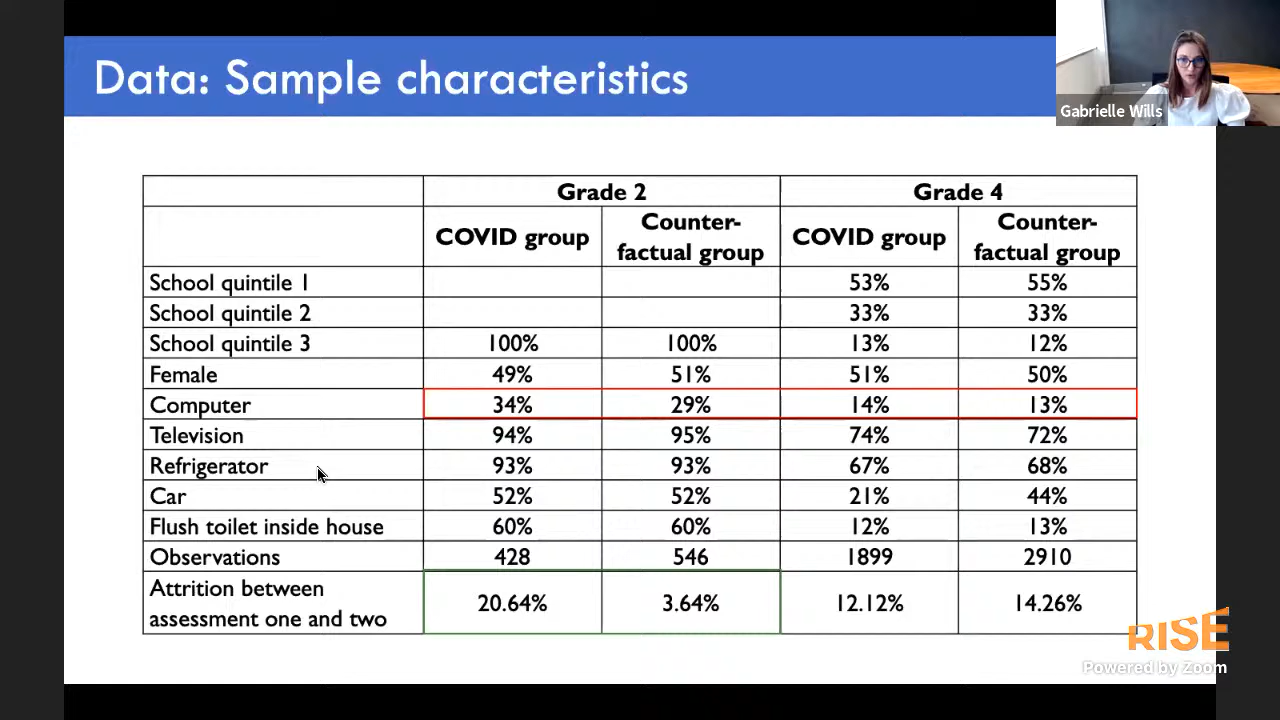 Data: Sample characteristics
Gabrielle Wills
Grade 2 Grade 4
COVID group Counter-factual group COVID group Counter-factual group
School quintile 1 53% 55%
School quintile 2 33% 33%
School quintile 3 100% 100% 13% 12%
Female 49% 51% 51% 50%
Computer 34% 29% 14% 13%
Television 94% 95% 74% 72%
Refrigerator 93% 93% 67% 68%
Car 52% 52% 21% 44%
Flush toilet inside house 60% 60% 12% 13%
Observations 428 546 1899 2910
Attrition between
assessment one and two 20.64% 3.64% 12.12% 14.26%
RISE
Powered by Zoom